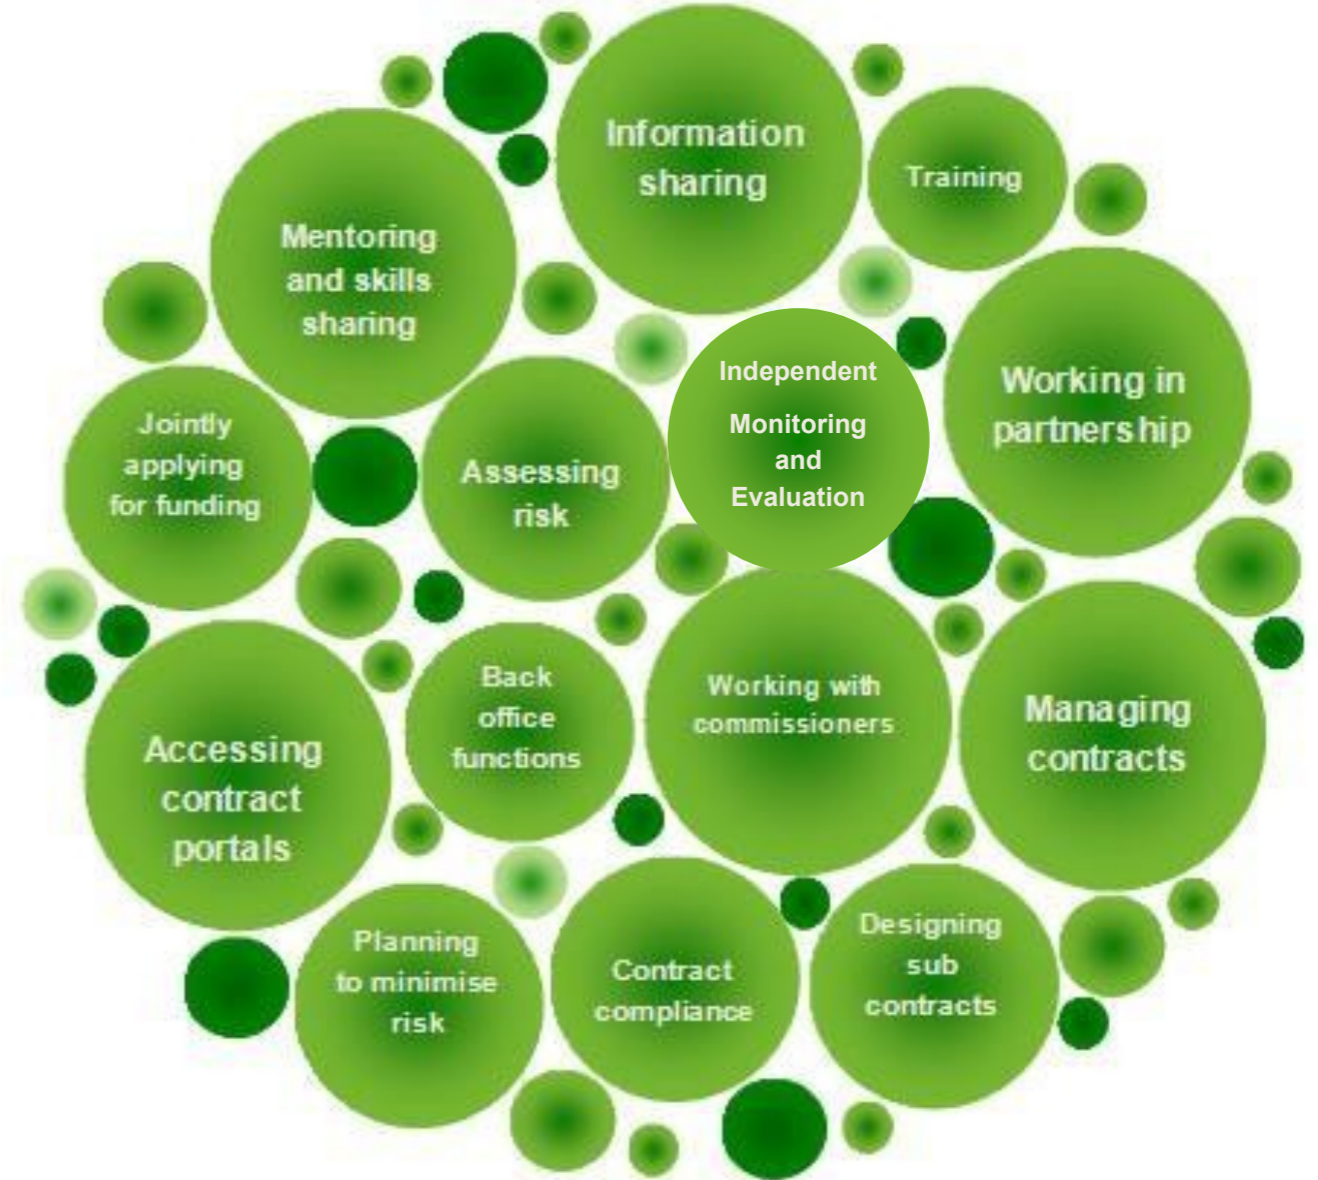 Information
sharing
Training
Mentoring
and skills
sharing
Independent
Monitoring
and
Evaluation
Working in
partnership
Jointly
applying
for funding
Assessing
risk
Back
office
functions
Working with
commissioners
Managing
contracts
Accessing
contract
portals
Planning
to minimise
risk
Contract
compliance
Designing
sub
contracts